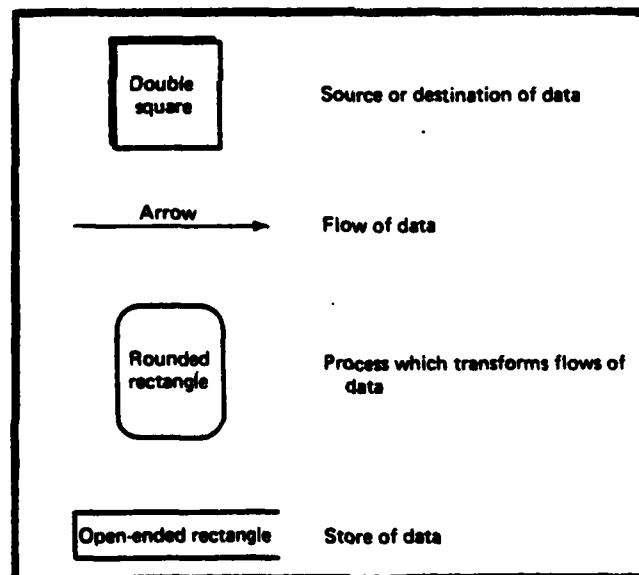 Double
square
Source or destination of data
Arrow
Flow of data
Rounded
rectangle
Process which transforms flows of
data
Open-ended rectangle
Store of data